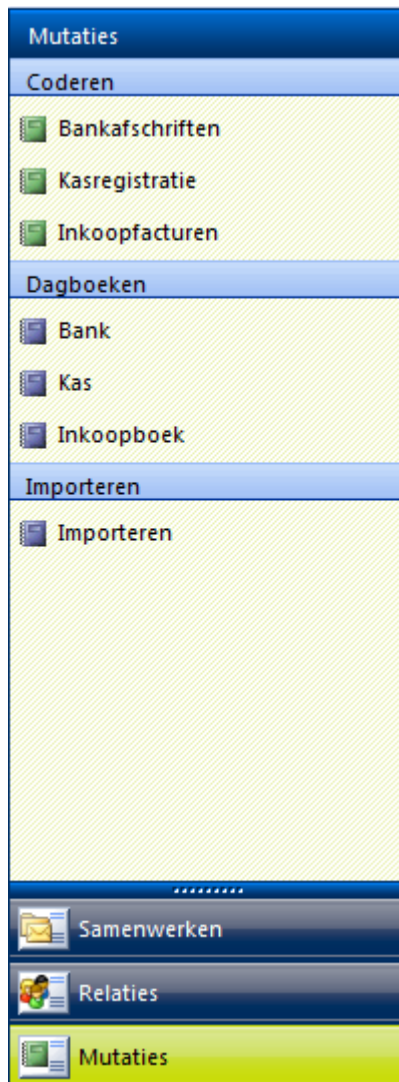 Mutaties
Coderen
Bankafschriften
Kasregistratie
Inkoopfacturen
Dagboeken
Bank
Kas
Inkoopboek
Importeren
Importeren
Samenwerken
Relaties
Mutaties